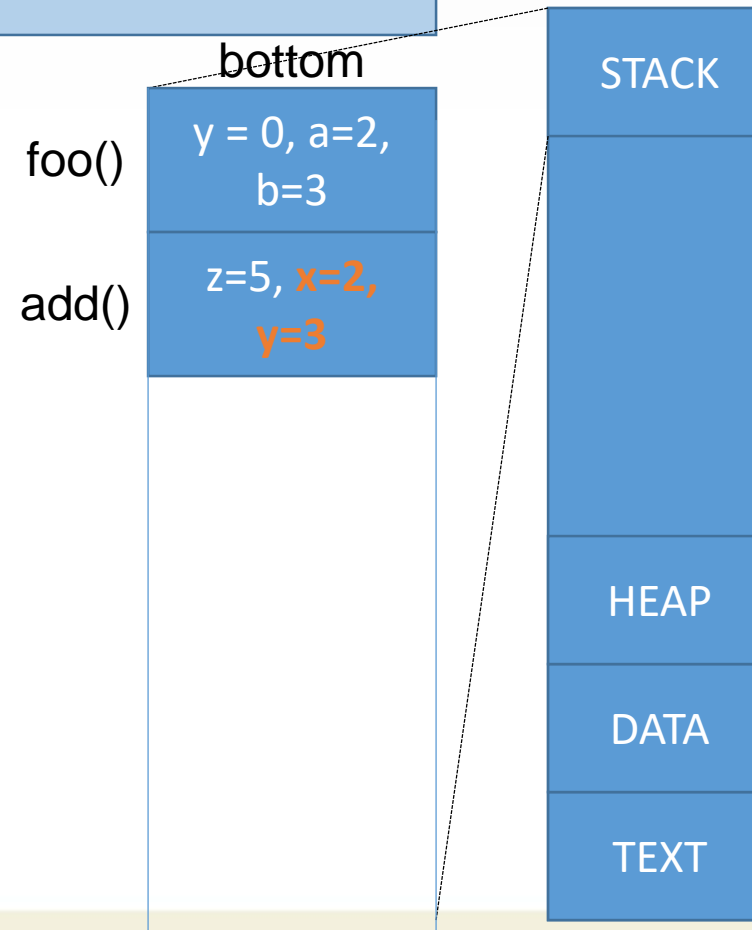 bottom
foo()
y = 0, a=2,
b=3
add()
z=5, x=2,
y=3
STACK
HEAP
DATA
TEXT